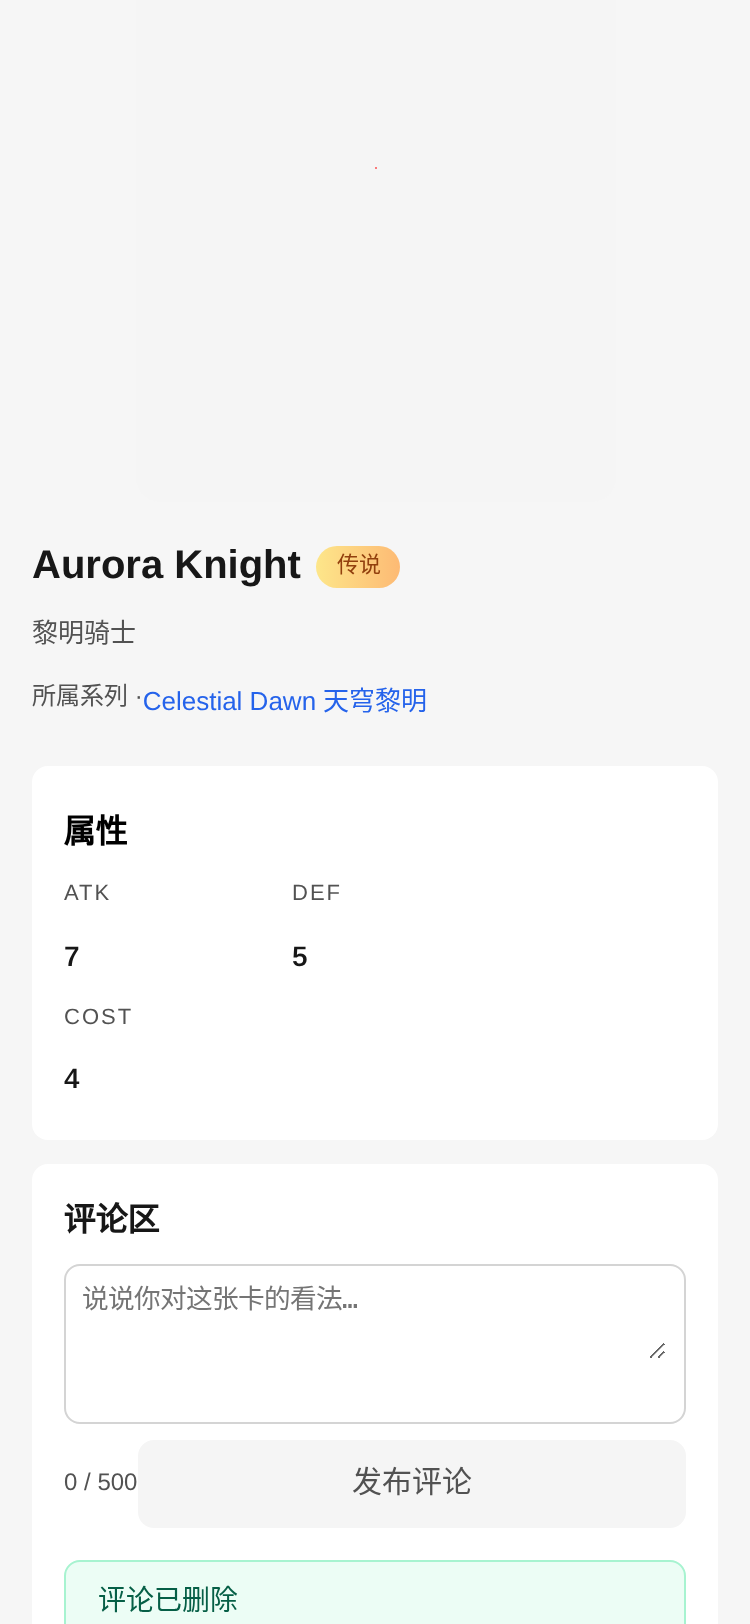 Aurora Knight 传说
黎明骑士
所属系列 ·Celestial Dawn 天穹黎明
属性
ATK DEF
7 5
COST
4
评论区
说说你对这张卡的看法…
0 / 500 发布评论
评论已删除